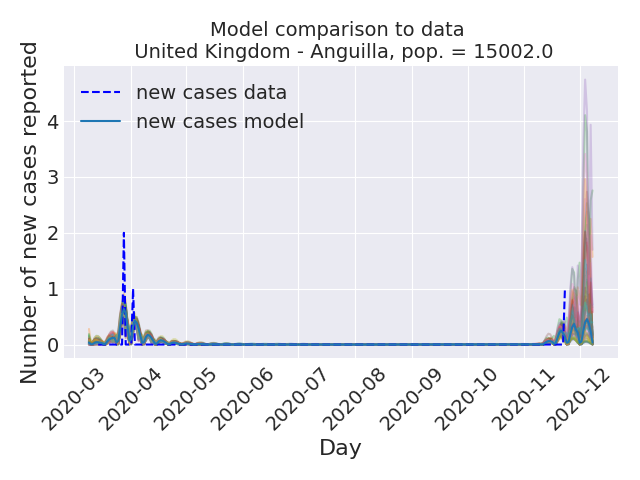 Model comparison to data
United Kingdom - Anguilla, pop. = 15002.0
Number of new cases reported
new cases data
new cases model
4
3
2
1
0
2020-03
2020-04
2020-05
2020-06
2020-07
2020-08
2020-09
2020-10
2020-11
2020-12
Day